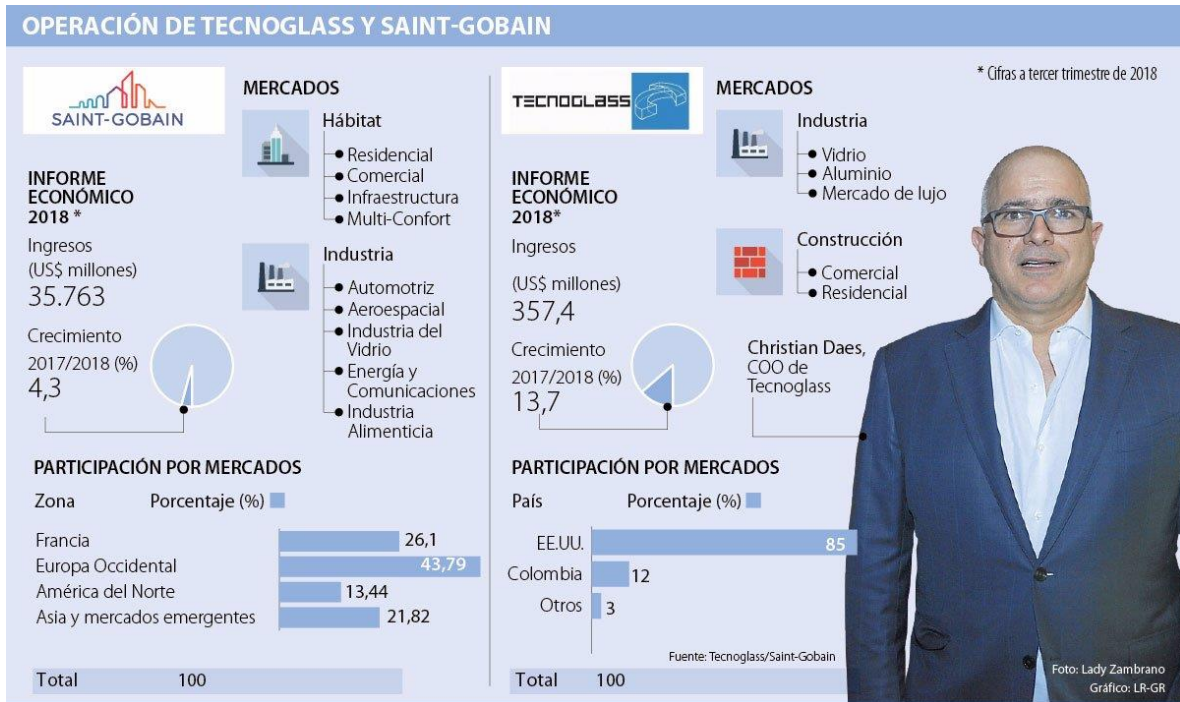 OPERACIÓN DE TECNOGLASS Y SAINT-GOBAIN
* Cifras a tercer trimestre de 2018
SAINT-GOBAIN
INFORME
ECONÓMICO
2018 *
Ingresos
(US$ millones)
35.763
Crecimiento
2017/2018 (%)
4,3
MERCADOS
Hábitat
Residencial
Comercial
Infraestructura
Multi-Confort
Industria
Automotriz
Aeroespacial
Industria del
Vidrio
Energía y
Comunicaciones
Industria
Alimenticia
PARTICIPACIÓN POR MERCADOS
Zona Porcentaje (%)
Francia 26,1
Europa Occidental 43,79
América del Norte 13,44
Asia y mercados emergentes 21,82
Total 100
TECNOGLASS
INFORME
ECONÓMICO
2018*
Ingresos
(US$ millones)
357,4
Crecimiento
2017/2018 (%)
13,7
MERCADOS
Industria
Vidrio
Aluminio
Mercado de lujo
Construcción
Comercial
Residencial
Christian Daes,
COO de
Tecnoglass
PARTICIPACIÓN POR MERCADOS
País Porcentaje (%)
EE.UU. 85
Colombia 12
Otros 3
Fuente: Tecnoglass/Saint-Gobain
Total 100
Foto: Lady Zambrano
Gráfico: LR-GR